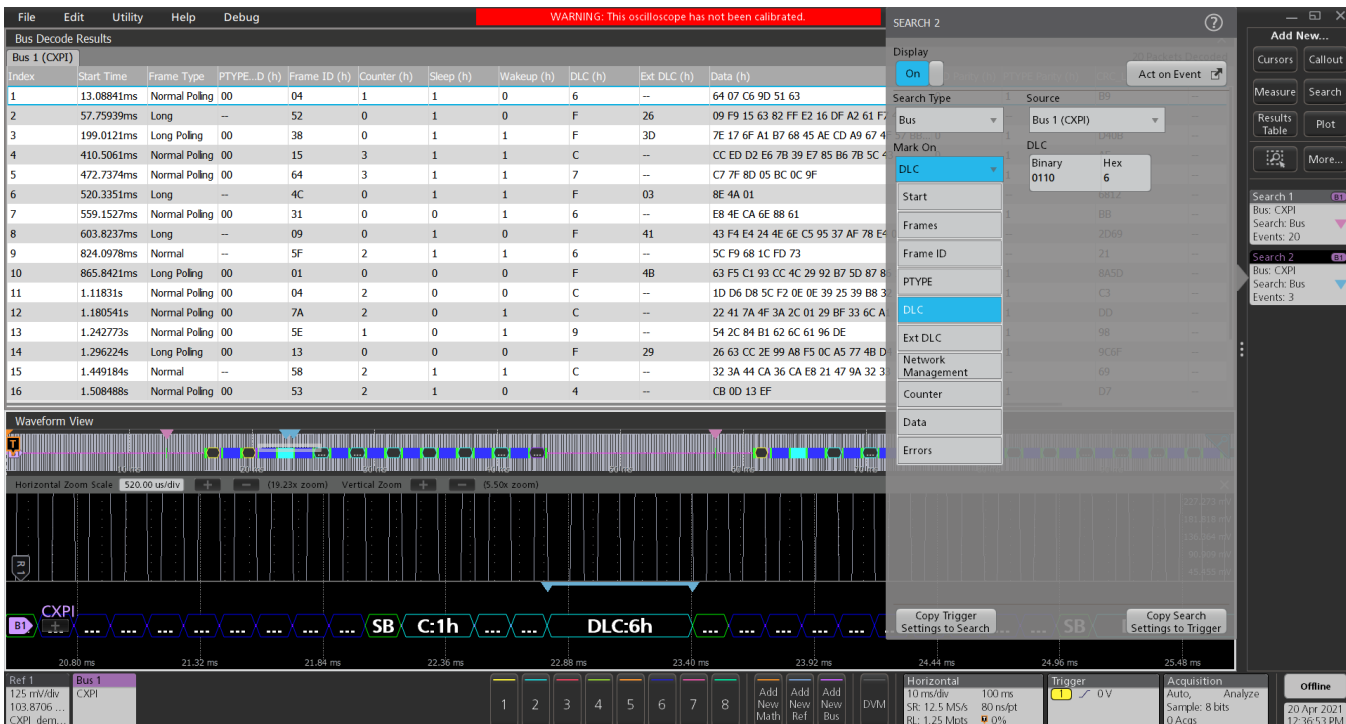 File Edit Utility Help Debug
WARNING: This oscilloscope has not been calibrated.
Bus Decode Results
Bus 1 (CXPI)
Index Start Time Frame Type PTYPE...D (h) Frame ID (h) Counter (h) Sleep (h) Wakeup (h) DLC (h) Ext DLC (h) Data (h)
1 13.08841ms Normal Poling 00 04 1 1 0 6 -- 64 07 C6 9D 51 63
2 57.75939ms Long -- 52 0 1 0 F 26 09 F9 15 63 82 FF E2 16 DF A2 61 F7
3 199.0121ms Long Poling 00 38 0 1 1 F 3D 7E 17 6F A1 B7 68 45 AE CD A9 67 4F
4 410.5061ms Normal Poling 00 15 3 1 1 C -- CC ED D2 E6 7B 39 E7 85 B6 7B 5C
5 472.7374ms Normal Poling 00 64 3 1 1 7 -- C7 7F 8D 05 BC 0C 9F
6 520.3351ms Long -- 4C 0 1 1 F 03 8E 4A 01
7 559.1527ms Normal Poling 00 31 0 0 1 6 -- E8 4E CA 6E 88 61
8 603.8237ms Long -- 09 0 0 1 F 41 43 F4 E4 24 4E 6E C5 95 37 AF 78 E4
9 824.0978ms Normal -- 5F 2 1 1 6 -- 5C F9 68 1C FD 73
10 865.8421ms Long Poling 00 01 0 0 0 F 4B 63 F5 C1 93 CC 4C 29 92 B7 5D 87
11 1.11831s Normal Poling 00 04 2 0 0 C -- 1D D6 D8 5C F2 0E 0E 39 25 39 B8
12 1.180541s Normal Poling 00 7A 2 0 1 C -- 22 41 7A 4F 3A 2C 01 29 BF 33 6C
13 1.242773s Normal Poling 00 5E 1 0 1 9 -- 54 2C 84 B1 62 6C 61 96 DE
14 1.296224s Long Poling 00 13 0 0 0 F 29 26 63 CC 2E 99 A8 F5 0C A5 77 4B
15 1.449184s Normal -- 58 2 1 1 C -- 32 3A 44 CA 36 CA E8 21 47 9A 32
16 1.508488s Normal Poling 00 53 2 1 0 4 -- CB 0D 13 EF
SEARCH 2
?
Display
On
Act on Event
Search Type Source
Bus Bus 1 (CXPI)
Mark On DLC
DLC
Binary Hex
0110 6
Start
Frames
Frame ID
PTYPE
DLC
Ext DLC
Network
Management
Counter
Data
Errors
Copy Trigger
Settings to Search
Copy Search
Settings to Trigger
Add New...
Cursors Callout
Measure Search
Results
Table
Plot
More...
Search 1 B1
Bus: CXPI
Search: Bus
Events: 20
Search 2 B1
Bus: CXPI
Search: Bus
Events: 3
Waveform View
Horizontal Zoom Scale 520.00 us/div + – (19.23x zoom) Vertical Zoom + – (5.50x zoom)
R1
CXPI
B1 + ... ... ... ... ... ... ... SB C:1h ... ... DLC:6h ... ... ... ... ... SB
20.80 ms 21.32 ms 21.84 ms 22.36 ms 22.88 ms 23.40 ms 23.92 ms 24.44 ms 24.96 ms 25.48 ms
Ref 1
125 mV/div
103.8706 ...
CXPI_dem...
Bus 1
CXPI
1 2 3 4 5 6 7 8
Add
New
Math
Add
New
Ref
Add
New
Bus
DVM
Horizontal
10 ms/div 100 ms
SR: 12.5 MS/s 80 ns/pt
RL: 1.25 Mpts 0%
Trigger
1 0 V
Acquisition
Auto, Analyze
Sample: 8 bits
0 Acqs
Offline
20 Apr 2021
12:36:53 PM